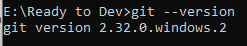 E:\Ready to Dev>git --version
git version 2.32.0.windows.2